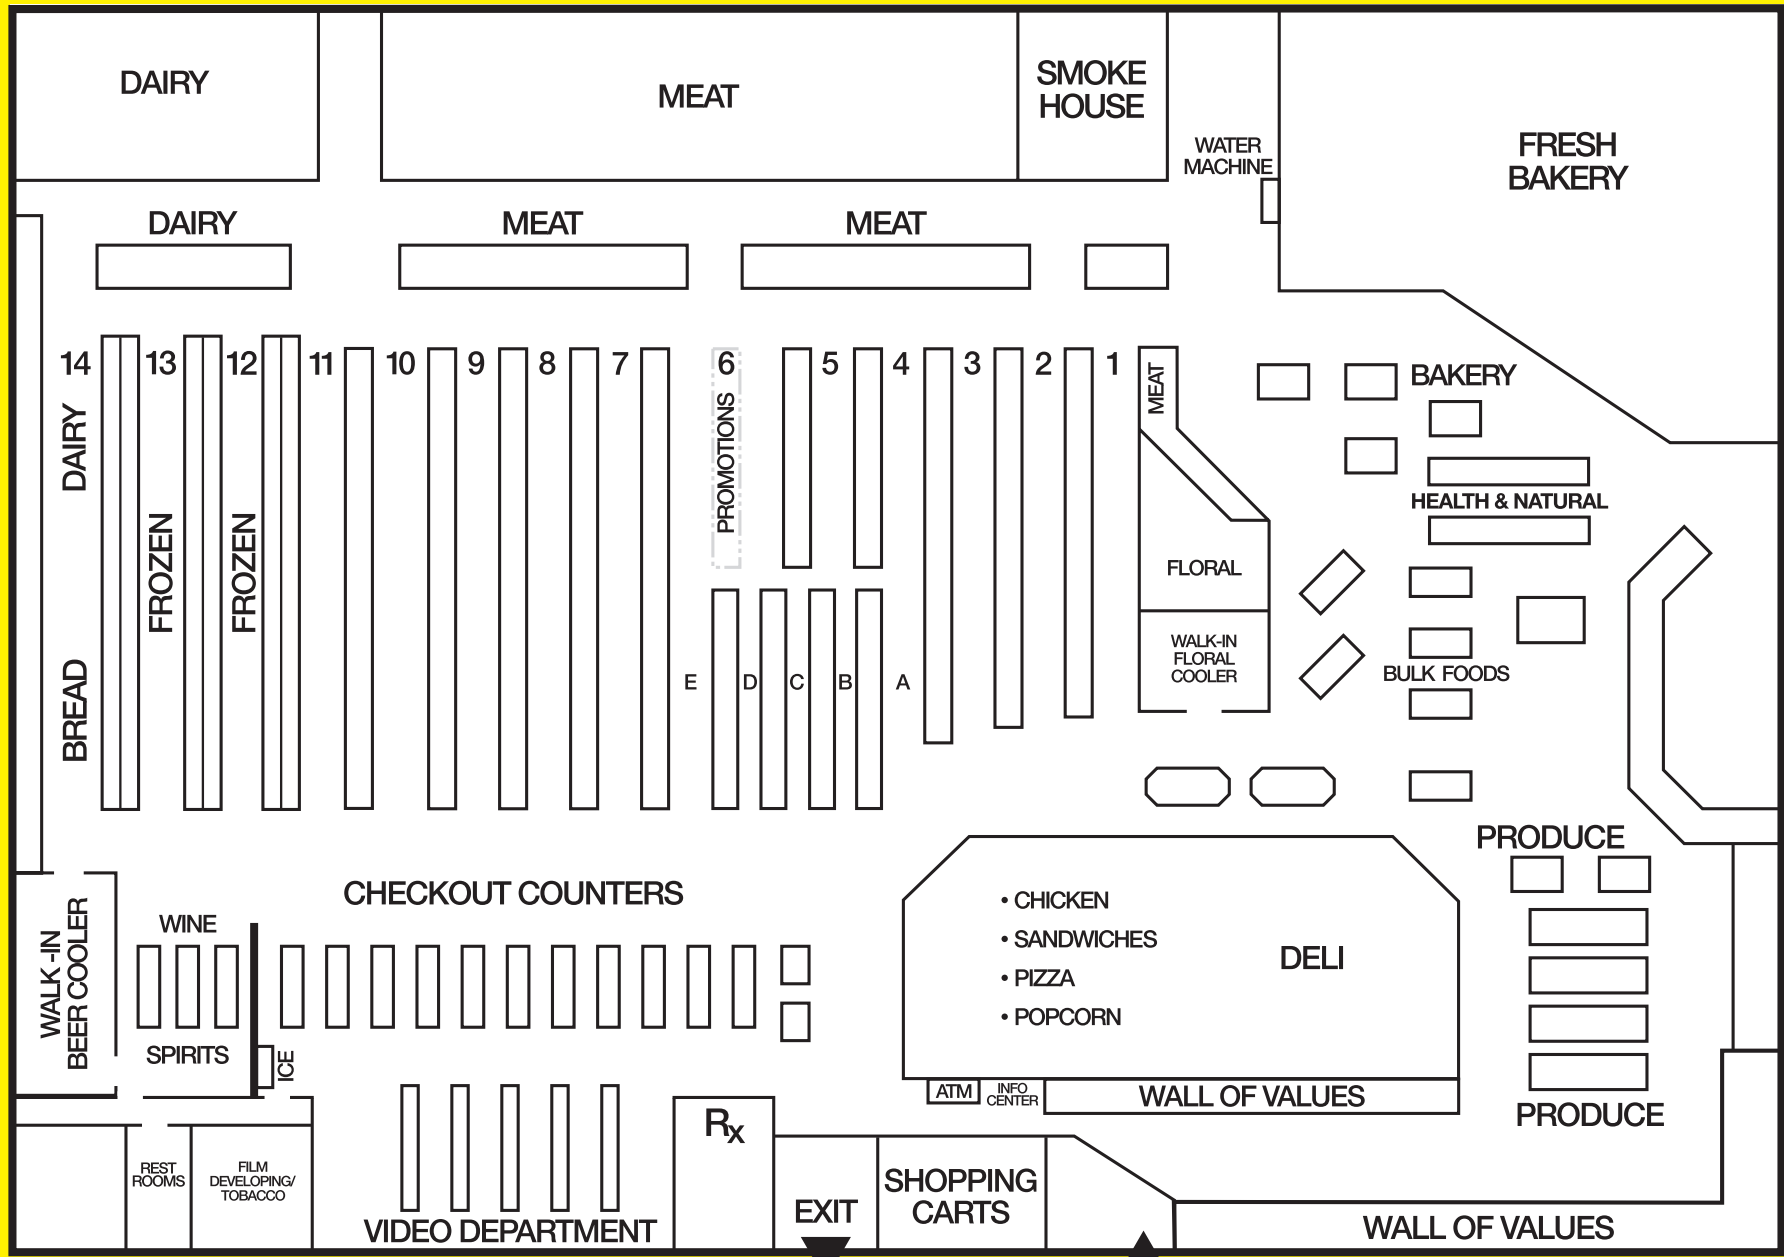 DAIRY
MEAT
SMOKE
HOUSE
WATER
MACHINE
FRESH
BAKERY
DAIRY
MEAT
MEAT
14
13
12
11
10
9
8
7
6
5
4
3
2
1
MEAT
BAKERY
DAIRY
PROMOTIONS
HEALTH & NATURAL
FROZEN
FROZEN
FLORAL
WALK-IN
FLORAL
COOLER
BULK FOODS
BREAD
E
D
C
B
A
PRODUCE
CHECKOUT COUNTERS
WALK-IN
BEER COOLER
WINE
SPIRITS
ICE
• CHICKEN
• SANDWICHES
• PIZZA
• POPCORN
DELI
ATM
INFO
CENTER
WALL OF VALUES
PRODUCE
Rx
REST
ROOMS
FILM
DEVELOPING/
TOBACCO
VIDEO DEPARTMENT
EXIT
SHOPPING
CARTS
WALL OF VALUES